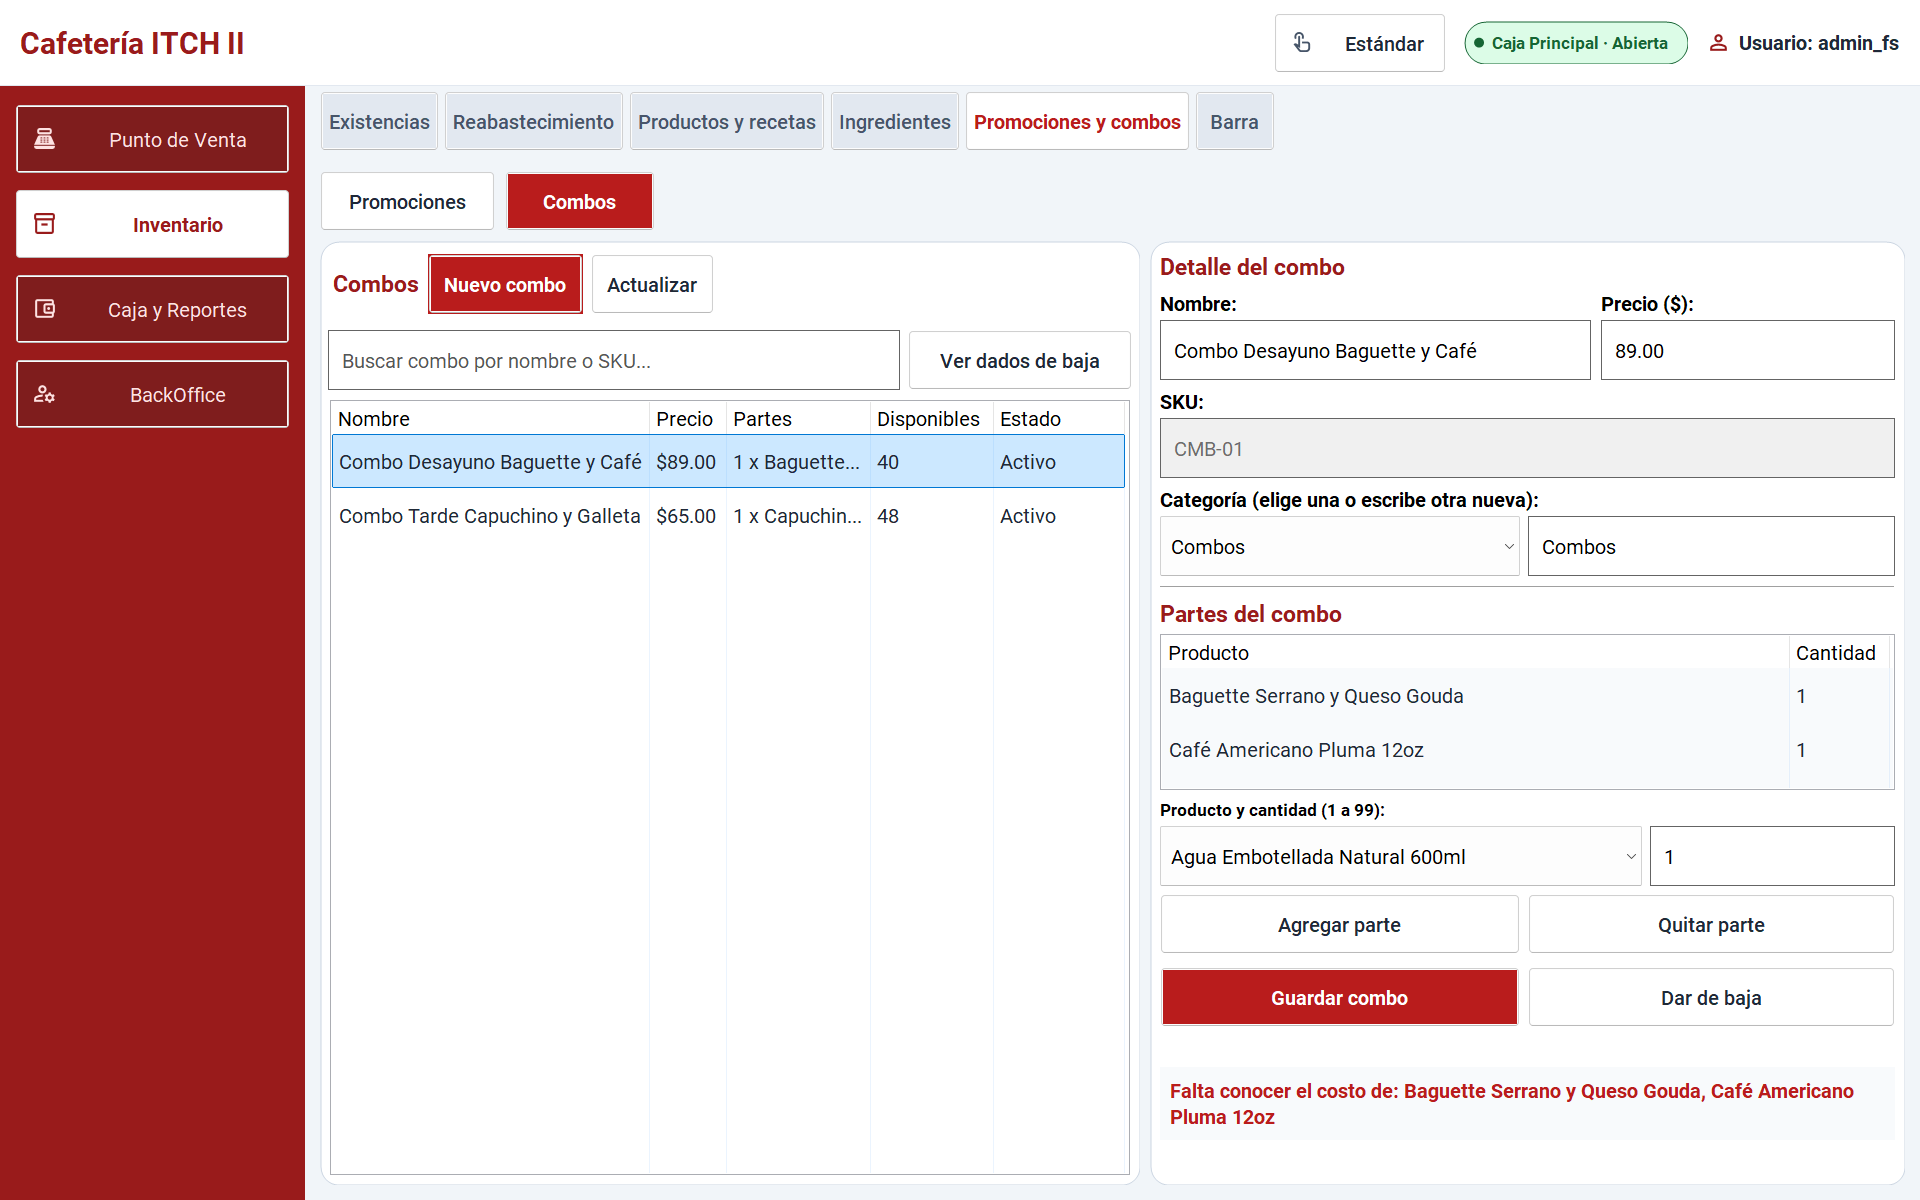 Cafetería ITCH II
Estándar
Caja Principal · Abierta
Usuario: admin_fs
Punto de Venta
Inventario
Caja y Reportes
BackOffice
Existencias
Reabastecimiento
Productos y recetas
Ingredientes
Promociones y combos
Barra
Promociones
Combos
Combos
Nuevo combo
Actualizar
Buscar combo por nombre o SKU...
Ver dados de baja
Nombre Precio Partes Disponibles Estado
Combo Desayuno Baguette y Café $89.00 1 x Baguette... 40 Activo
Combo Tarde Capuchino y Galleta $65.00 1 x Capuchin... 48 Activo
Detalle del combo
Nombre: Precio ($):
Combo Desayuno Baguette y Café 89.00
SKU:
CMB-01
Categoría (elige una o escribe otra nueva):
Combos Combos
Partes del combo
Producto Cantidad
Baguette Serrano y Queso Gouda 1
Café Americano Pluma 12oz 1
Producto y cantidad (1 a 99):
Agua Embotellada Natural 600ml 1
Agregar parte Quitar parte
Guardar combo Dar de baja
Falta conocer el costo de: Baguette Serrano y Queso Gouda, Café Americano
Pluma 12oz